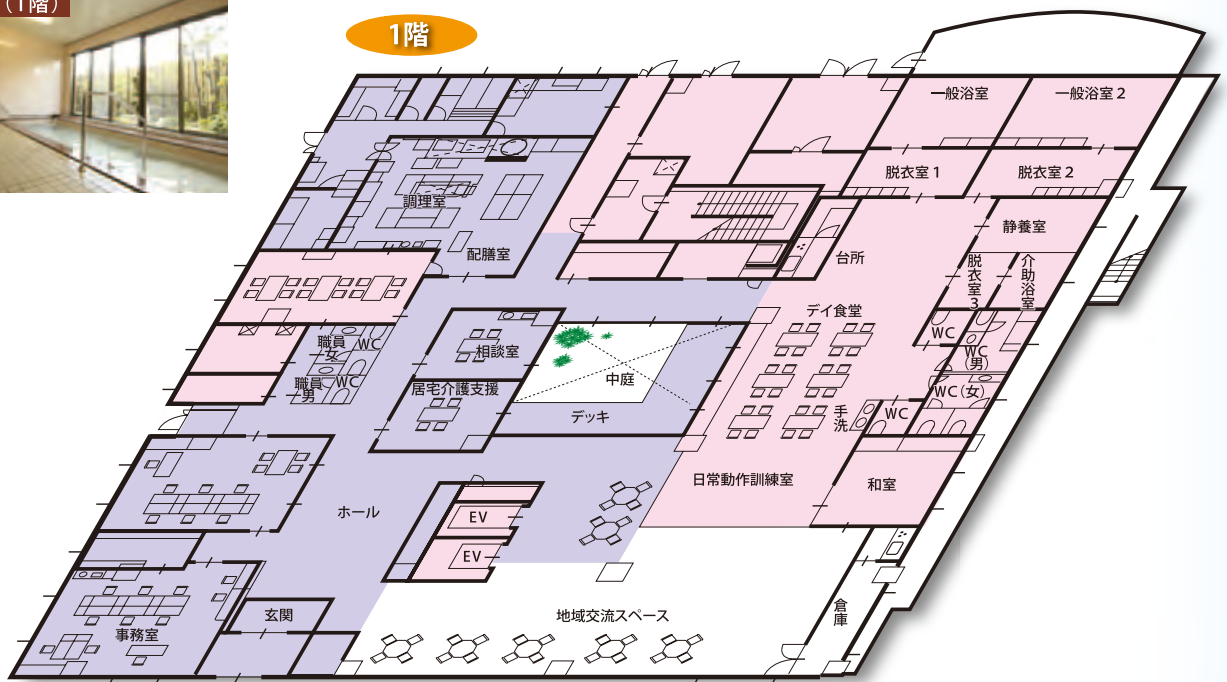 (1階)
1階
一般浴室
一般浴室2
脱衣室1
脱衣室2
調理室
配膳室
台所
静養室
脱衣室3
介助浴室
デイ食堂
職員女
WC
職員男
WC
相談室
居宅介護支援
中庭
デッキ
WC
WC(男)
WC(女)
手洗
WC
日常動作訓練室
和室
ホール
EV
EV
玄関
事務室
地域交流スペース
倉庫